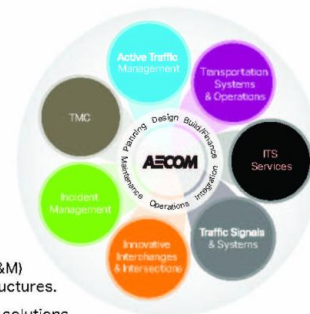 Active Traffic
Management
Transportation
Systems
& Operations
TMC
Planning Design Build/Finance
AECOM
ITS
Services
Maintenance Operations Integration
Incident
Management
Traffic Signals
& Systems
Innovative
Interchanges
& Intersections
&M)
uctures.
solutions